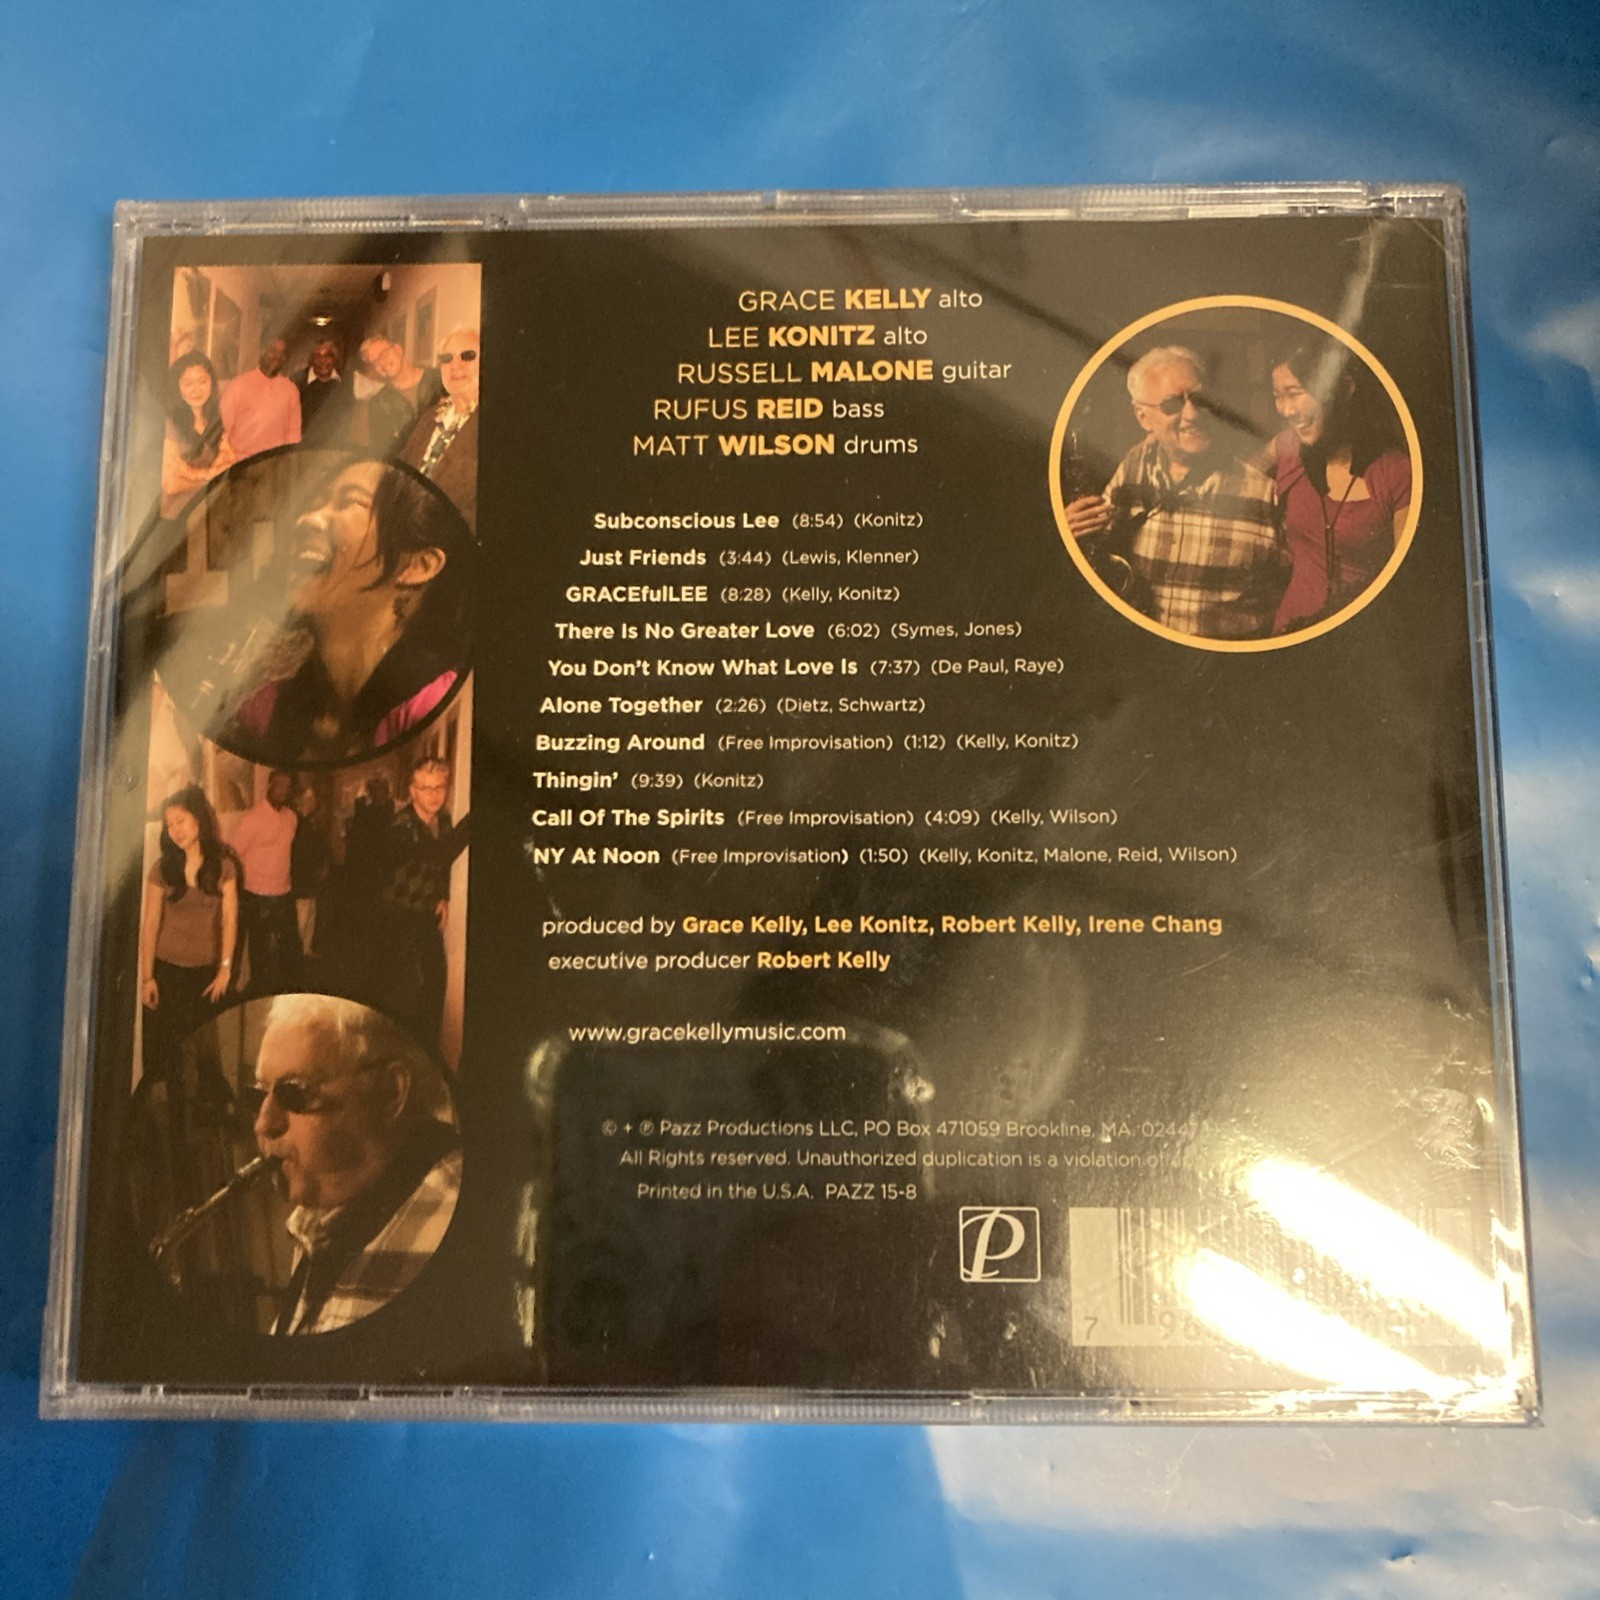 GRACE KELLY alto
LEE KONITZ alto
RUSSELL MALONE guitar
RUFUS REID bass
MATT WILSON drums
Subconscious Lee (8:54) (Konitz)
Just Friends (3:44) (Lewis, Klenner)
GRACEfulLEE (8:28) (Kelly, Konitz)
There Is No Greater Love (6:02) (Symes, Jones)
You Don't Know What Love Is (7:37) (De Paul, Raye)
Alone Together (2:26) (Dietz, Schwartz)
Buzzing Around (Free Improvisation) (1:12) (Kelly, Konitz)
Thingin' (9:39) (Konitz)
Call Of The Spirits (Free Improvisation) (4:09) (Kelly, Wilson)
NY At Noon (Free Improvisation) (1:50) (Kelly, Konitz, Malone, Reid, Wilson)
produced by Grace Kelly, Lee Konitz, Robert Kelly, Irene Chang
executive producer Robert Kelly
www.gracekellymusic.com
© + ℗ Pazz Productions LLC, PO Box 471059 Brookline, MA
All Rights reserved. Unauthorized duplication is a violation of
Printed in the U.S.A. PAZZ 15-8
P
7